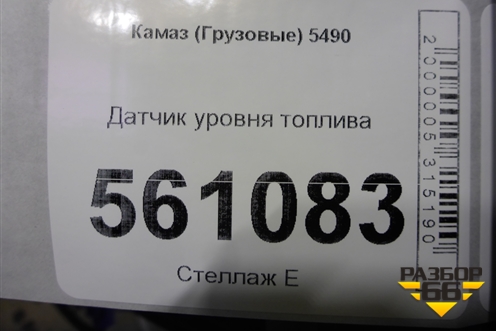 Камаз (Грузовые) 5490
Датчик уровня топлива
561083
Стеллаж Е
2000005315190
РАЗБОР
66